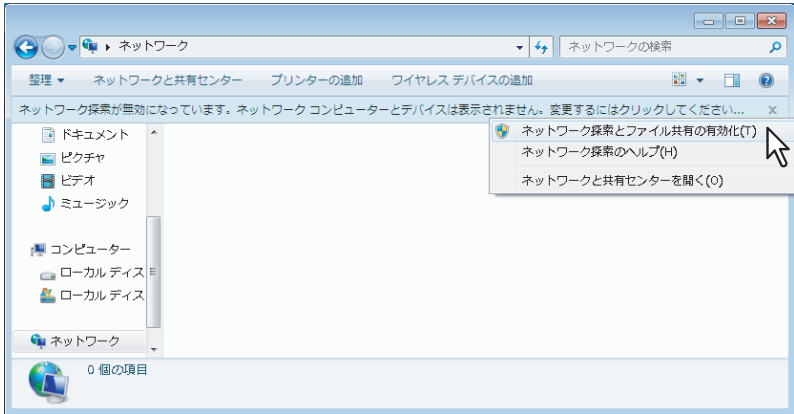 ネットワーク
ネットワークの検索
整理 ネットワークと共有センター プリンターの追加 ワイヤレス デバイスの追加
ネットワーク探索が無効になっています。ネットワーク コンピューターとデバイスは表示されません。変更するにはクリックしてください...
ネットワーク探索とファイル共有の有効化(T)
ネットワーク探索のヘルプ(H)
ネットワークと共有センターを開く(O)
ドキュメント
ピクチャ
ビデオ
ミュージック
コンピューター
ローカル ディス
ローカル ディス
ネットワーク
0 個の項目